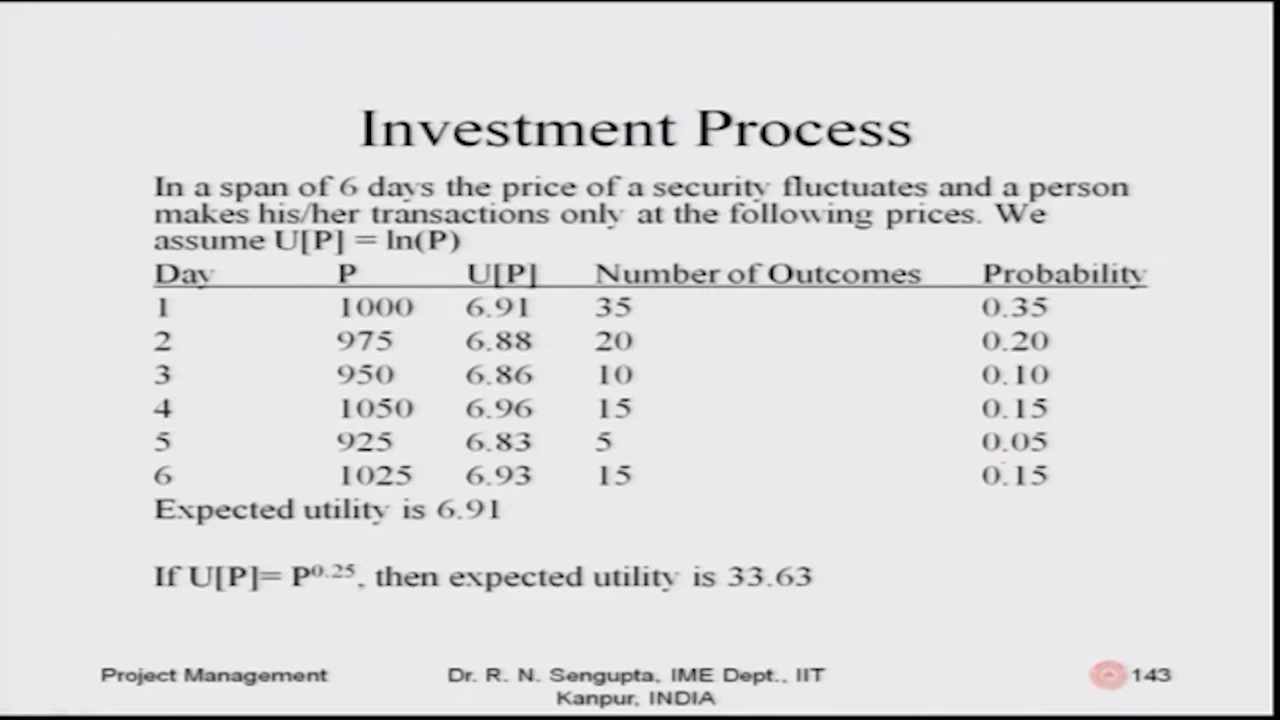 Investment Process
In a span of 6 days the price of a security fluctuates and a person
makes his/her transactions only at the following prices. We
assume U[P] = ln(P)
Day P U[P] Number of Outcomes Probability
1 1000 6.91 35 0.35
2 975 6.88 20 0.20
3 950 6.86 10 0.10
4 1050 6.96 15 0.15
5 925 6.83 5 0.05
6 1025 6.93 15 0.15
Expected utility is 6.91
If U[P]= P^0.25, then expected utility is 33.63
Project Management Dr. R. N. Sengupta, IME Dept., IIT 143
Kanpur, INDIA